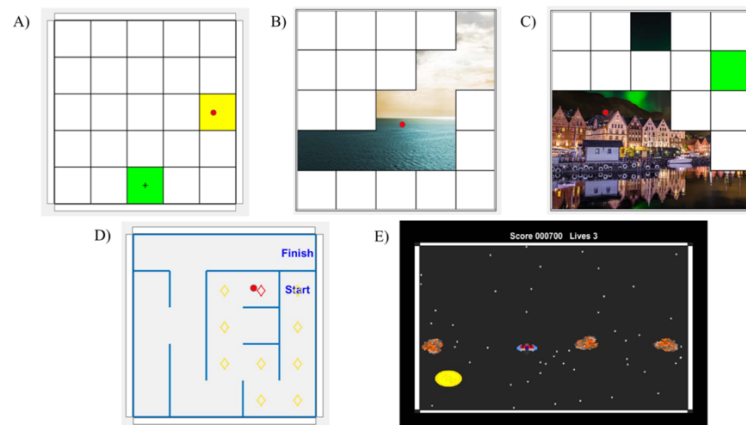 A)
B)
C)
D)
Finish
Start
E)
Score 000700 Lives 3